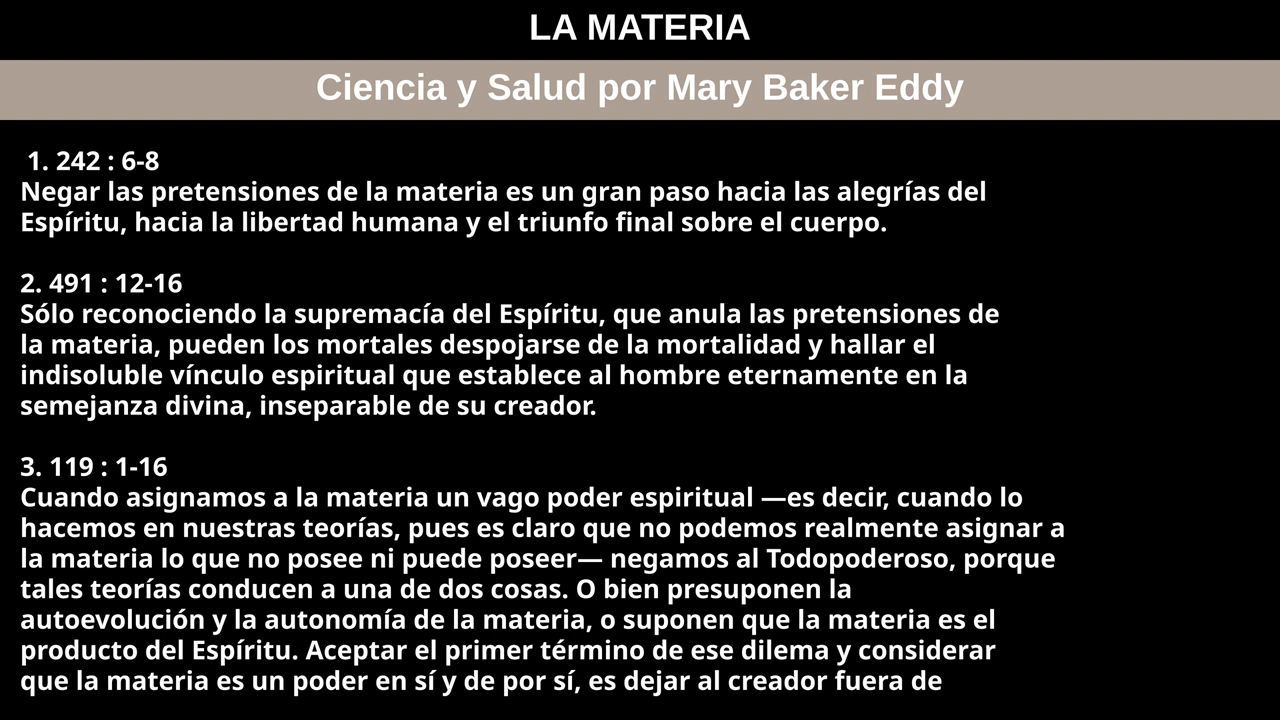 LA MATERIA
Ciencia y Salud por Mary Baker Eddy
1. 242 : 6-8
Negar las pretensiones de la materia es un gran paso hacia las alegrías del
Espíritu, hacia la libertad humana y el triunfo final sobre el cuerpo.
2. 491 : 12-16
Sólo reconociendo la supremacía del Espíritu, que anula las pretensiones de
la materia, pueden los mortales despojarse de la mortalidad y hallar el
indisoluble vínculo espiritual que establece al hombre eternamente en la
semejanza divina, inseparable de su creador.
3. 119 : 1-16
Cuando asignamos a la materia un vago poder espiritual —es decir, cuando lo
hacemos en nuestras teorías, pues es claro que no podemos realmente asignar a
la materia lo que no posee ni puede poseer— negamos al Todopoderoso, porque
tales teorías conducen a una de dos cosas. O bien presuponen la
autoevolución y la autonomía de la materia, o suponen que la materia es el
producto del Espíritu. Aceptar el primer término de ese dilema y considerar
que la materia es un poder en sí y de por sí, es dejar al creador fuera de